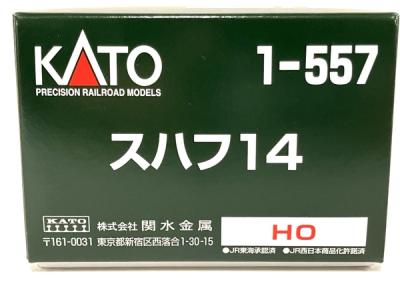 KATO
PRECISION RAILROAD MODELS
1-557
スハフ14
KATO
株式会社 関水金属
〒161-0031 東京都新宿区西落合1-30-15
HO
●JR東海承認済 ●JR西日本商品化許諾済